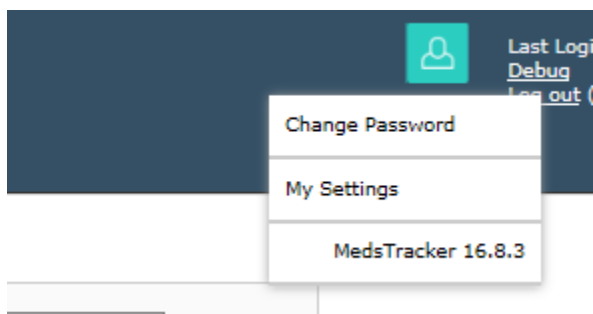 Last Logi
Debug
Log out (
Change Password
My Settings
MedsTracker 16.8.3